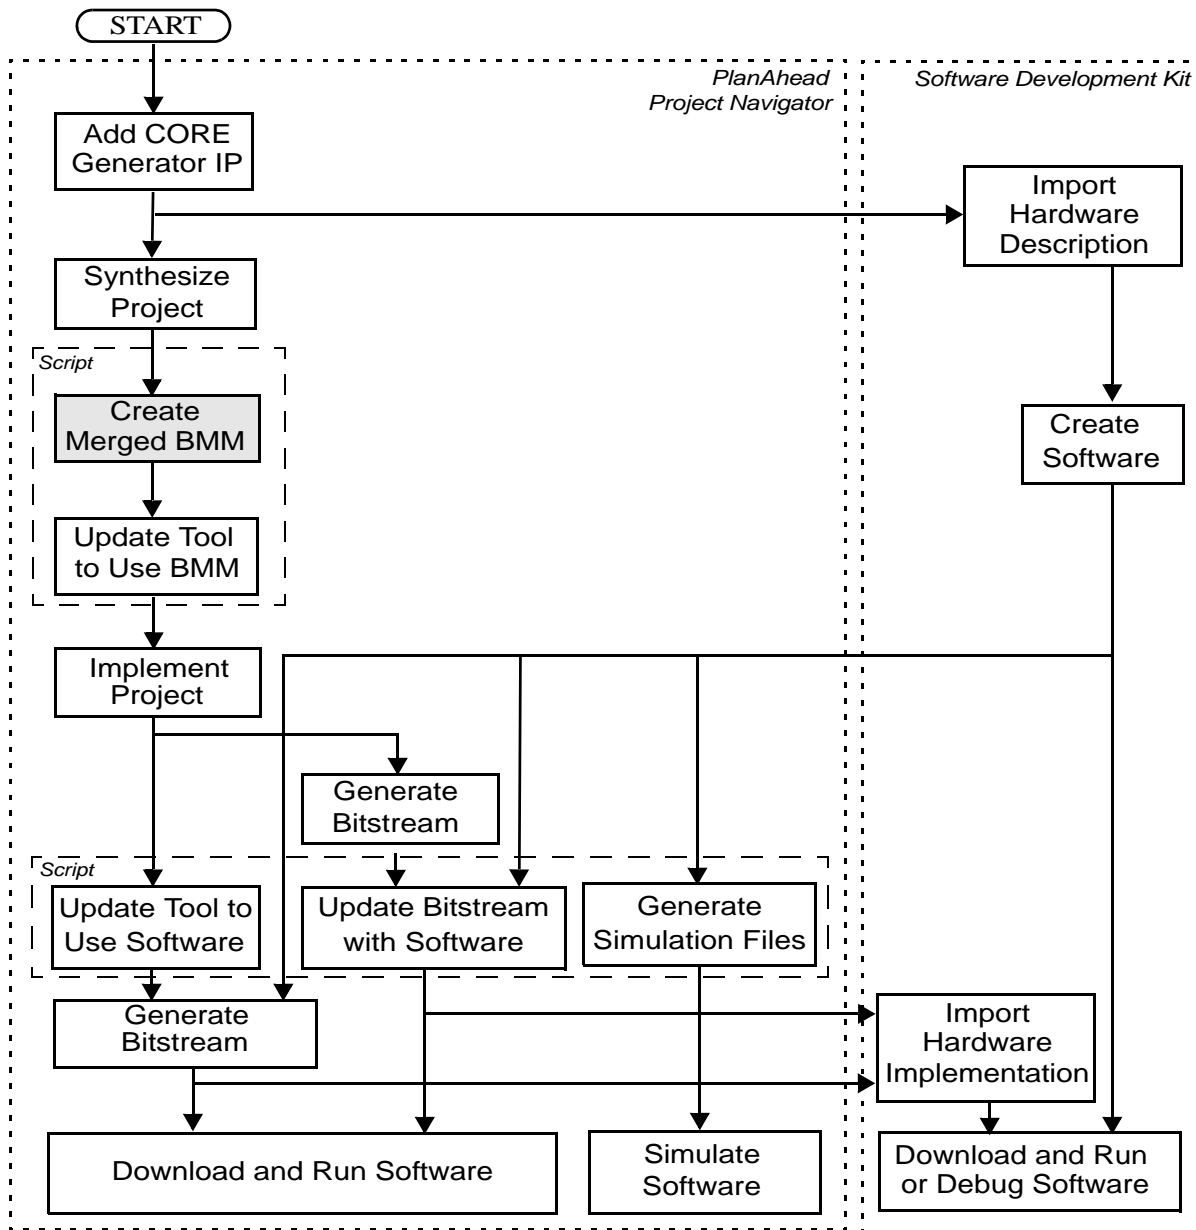 START
PlanAhead
Project Navigator
Software Development Kit
Add CORE
Generator IP
Import
Hardware
Description
Synthesize
Project
Script
Create
Merged BMM
Create
Software
Update Tool
to Use BMM
Implement
Project
Generate
Bitstream
Script
Update Tool to
Use Software
Update Bitstream
with Software
Generate
Simulation Files
Generate
Bitstream
Import
Hardware
Implementation
Download and Run Software
Simulate
Software
Download and Run
or Debug Software